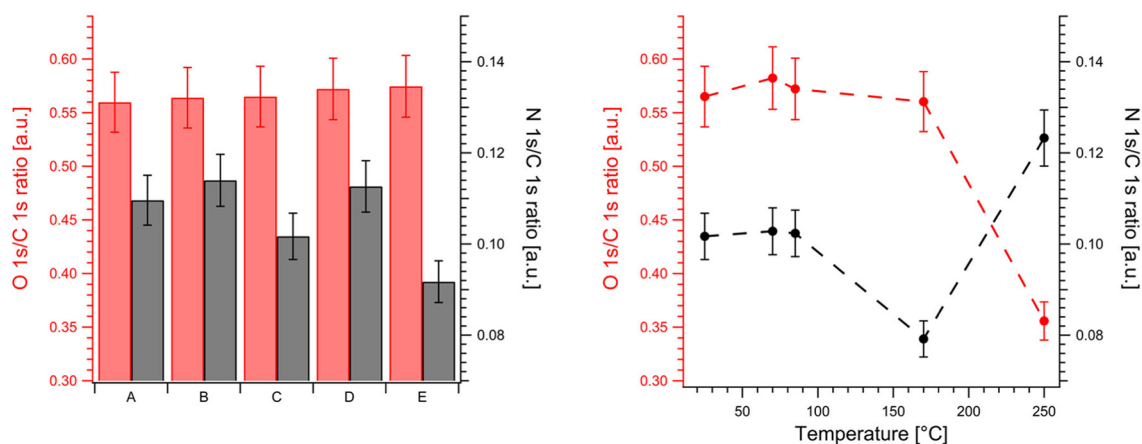 0.60
0.55
0.50
0.45
0.40
0.35
0.30
O 1s/C 1s ratio [a.u.]
A B C D E
0.14
0.12
0.10
0.08
N 1s/C 1s ratio
[a.u.]
0.60
0.55
0.50
0.45
0.40
0.35
0.30
O 1s/C 1s ratio [a.u.]
50 100 150 200 250
Temperature [°C]
0.14
0.12
0.10
0.08
N 1s/C 1s ratio
[a.u.]